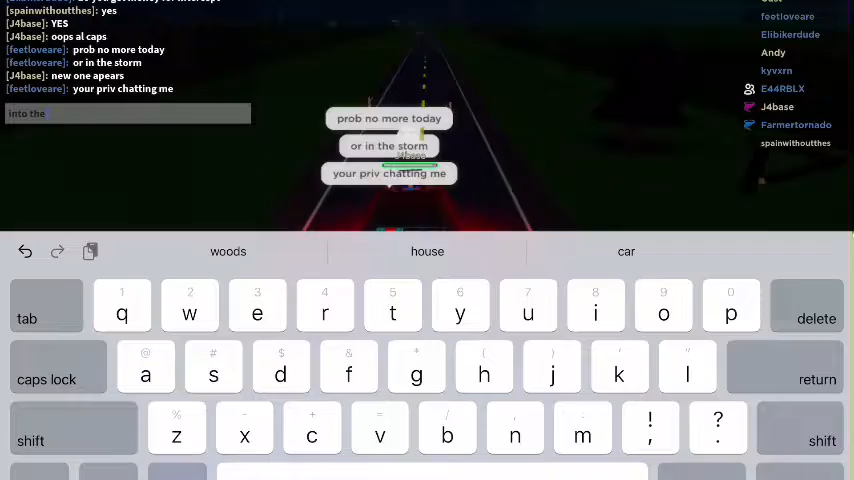 [spainwithoutthes]: yes
[J4base]: YES
[J4base]: oops al caps
[feetloveare]: prob no more today
[feetloveare]: or in the storm
[J4base]: new one apears
[feetloveare]: your priv chatting me
into the
prob no more today
or in the storm
J4base
your priv chatting me
feetloveare
Elibikerdude
Andy
kyvxrn
E44RBLX
J4base
Farmertornado
spainwithoutthes
woods house car
1 2 3 4 5 6 7 8 9 0
tab q w e r t y u i o p delete
@ # $ & * ( ) ' "
caps lock a s d f g h j k l return
% - + = / ; :
shift z x c v b n m ! , ? . shift